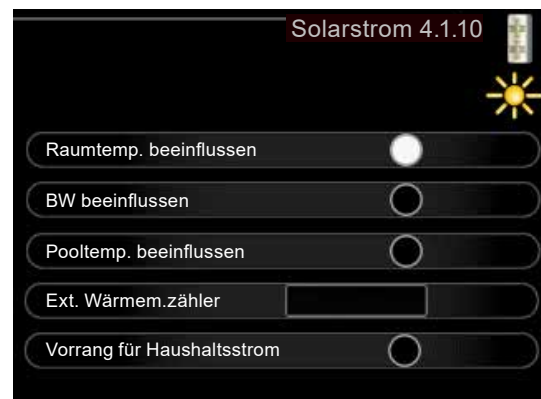 Solarstrom 4.1.10
Raumtemp. beeinflussen
BW beeinflussen
Pooltemp. beeinflussen
Ext. Wärmem.zähler
Vorrang für Haushaltsstrom